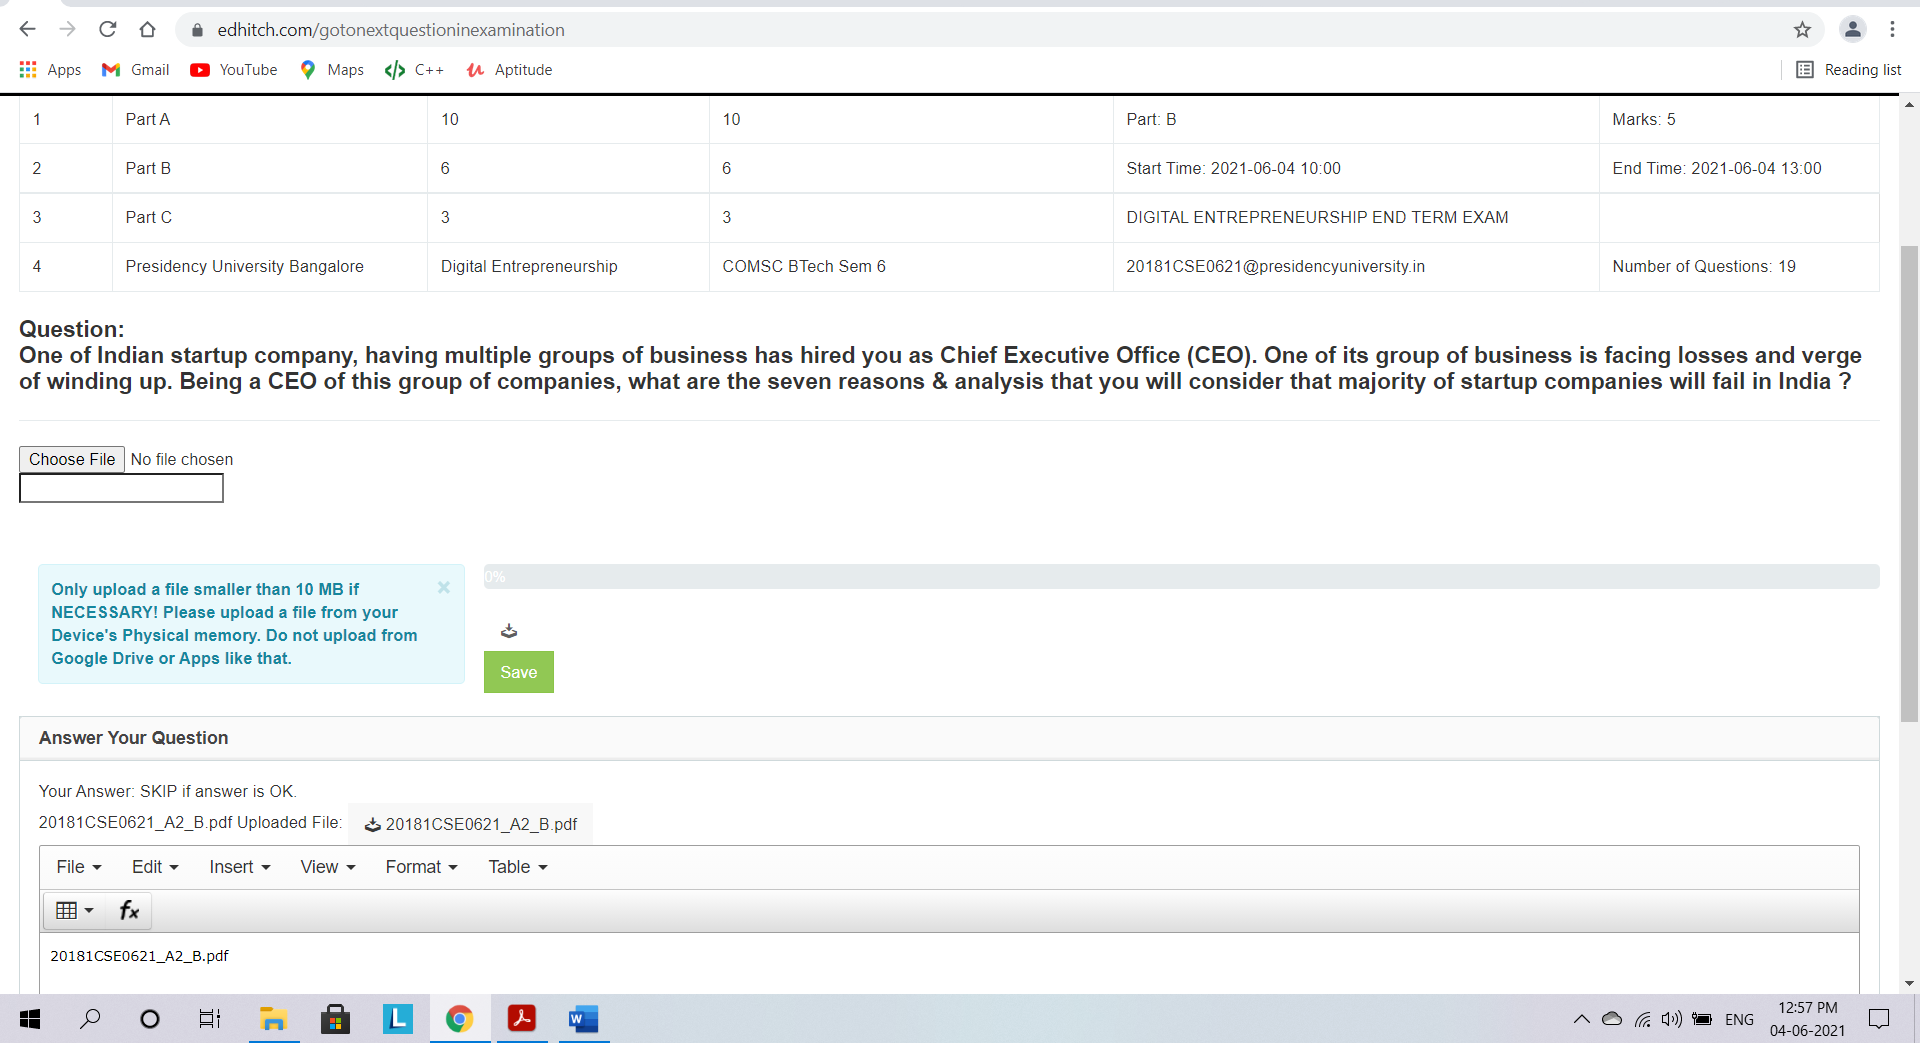 edhitch.com/gotonextquestioninexamination
Apps Gmail YouTube Maps C++ Aptitude Reading list
1 Part A 10 10 Part: B Marks: 5
2 Part B 6 6 Start Time: 2021-06-04 10:00 End Time: 2021-06-04 13:00
3 Part C 3 3 DIGITAL ENTREPRENEURSHIP END TERM EXAM
4 Presidency University Bangalore Digital Entrepreneurship COMSC BTech Sem 6 20181CSE0621@presidencyuniversity.in Number of Questions: 19
Question:
One of Indian startup company, having multiple groups of business has hired you as Chief Executive Office (CEO). One of its group of business is facing losses and verge
of winding up. Being a CEO of this group of companies, what are the seven reasons & analysis that you will consider that majority of startup companies will fail in India ?
Choose File No file chosen
Only upload a file smaller than 10 MB if
NECESSARY! Please upload a file from your
Device's Physical memory. Do not upload from
Google Drive or Apps like that.
×
0%
Save
Answer Your Question
Your Answer: SKIP if answer is OK.
20181CSE0621_A2_B.pdf Uploaded File: 20181CSE0621_A2_B.pdf
File Edit Insert View Format Table
fx
20181CSE0621_A2_B.pdf
L W ENG 12:57 PM
04-06-2021